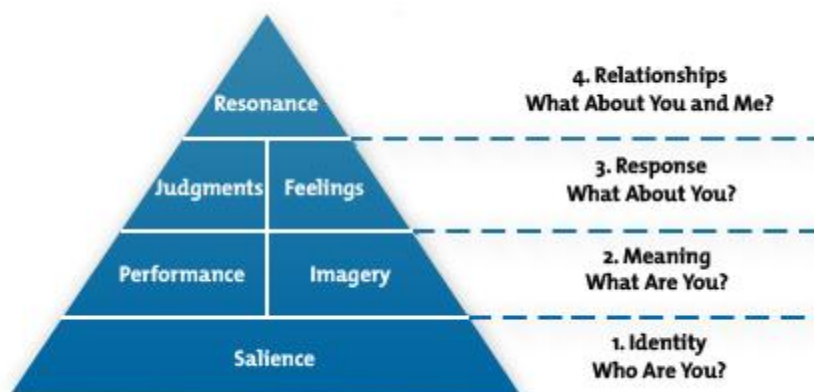 Resonance
4. Relationships
What About You and Me?
Judgments
Feelings
3. Response
What About You?
Performance
Imagery
2. Meaning
What Are You?
Salience
1. Identity
Who Are You?